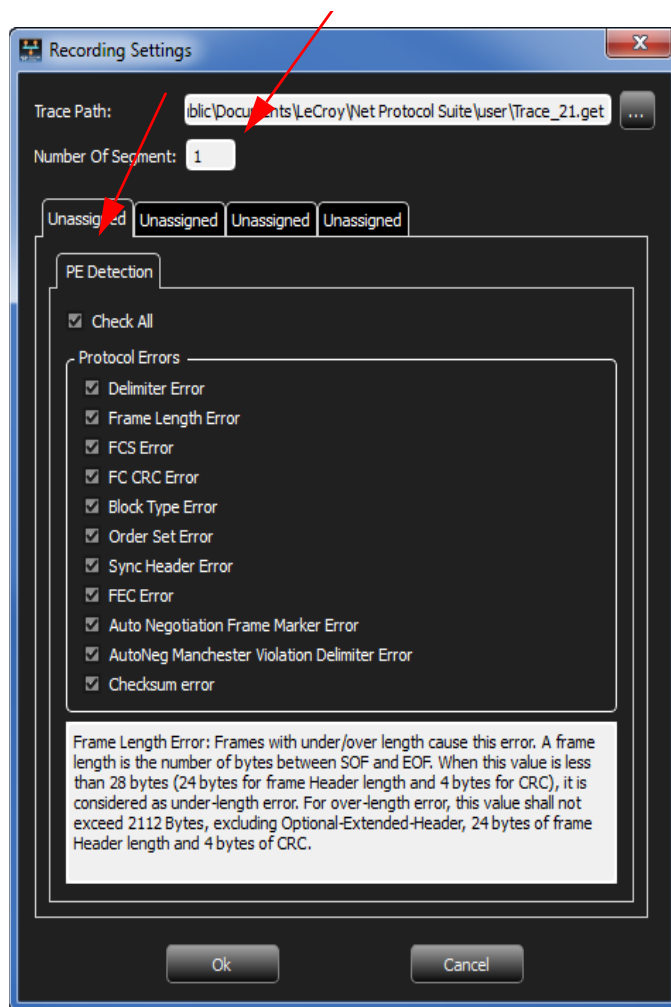 Recording Settings
Trace Path: ıblic\Documents\LeCroy\Net Protocol Suite\user\Trace_21.get ...
Number Of Segment: 1
Unassigned Unassigned Unassigned Unassigned
PE Detection
Check All
Protocol Errors
Delimiter Error
Frame Length Error
FCS Error
FC CRC Error
Block Type Error
Order Set Error
Sync Header Error
FEC Error
Auto Negotiation Frame Marker Error
AutoNeg Manchester Violation Delimiter Error
Checksum error
Frame Length Error: Frames with under/over length cause this error. A frame
length is the number of bytes between SOF and EOF. When this value is less
than 28 bytes (24 bytes for frame Header length and 4 bytes for CRC), it is
considered as under-length error. For over-length error, this value shall not
exceed 2112 Bytes, excluding Optional-Extended-Header, 24 bytes of frame
Header length and 4 bytes of CRC.
Ok Cancel